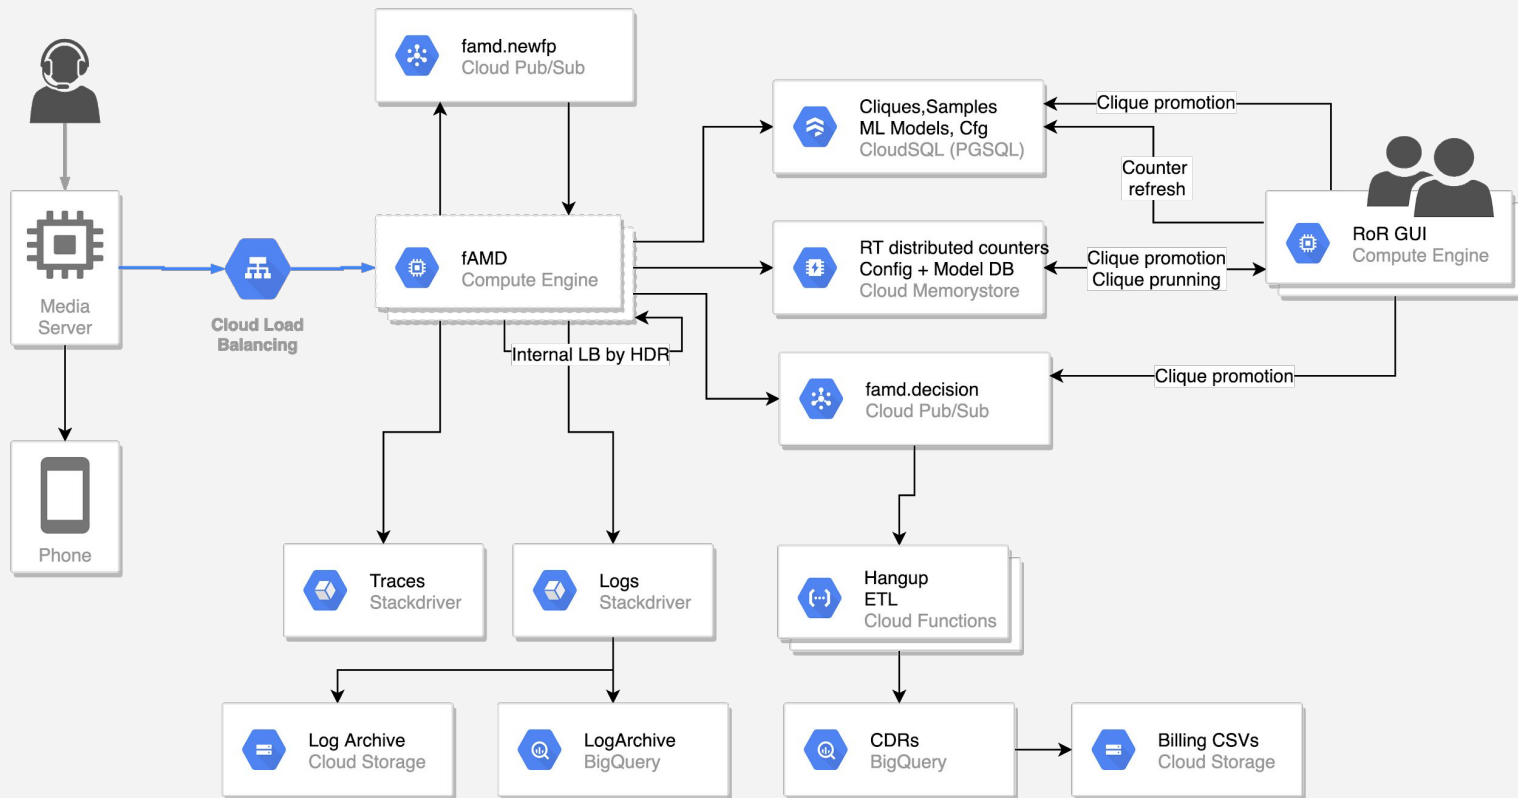 famd.newfp
Cloud Pub/Sub
Cliques,Samples
ML Models, Cfg
CloudSQL (PGSQL)
Clique promotion
Counter
refresh
fAMD
Compute Engine
RT distributed counters
Config + Model DB
Cloud Memorystore
Clique promotion
Clique prunning
RoR GUI
Compute Engine
Media
Server
Cloud Load
Balancing
Internal LB by HDR
famd.decision
Cloud Pub/Sub
Clique promotion
Phone
Traces
Stackdriver
Logs
Stackdriver
Hangup
ETL
Cloud Functions
Log Archive
Cloud Storage
LogArchive
BigQuery
CDRs
BigQuery
Billing CSVs
Cloud Storage